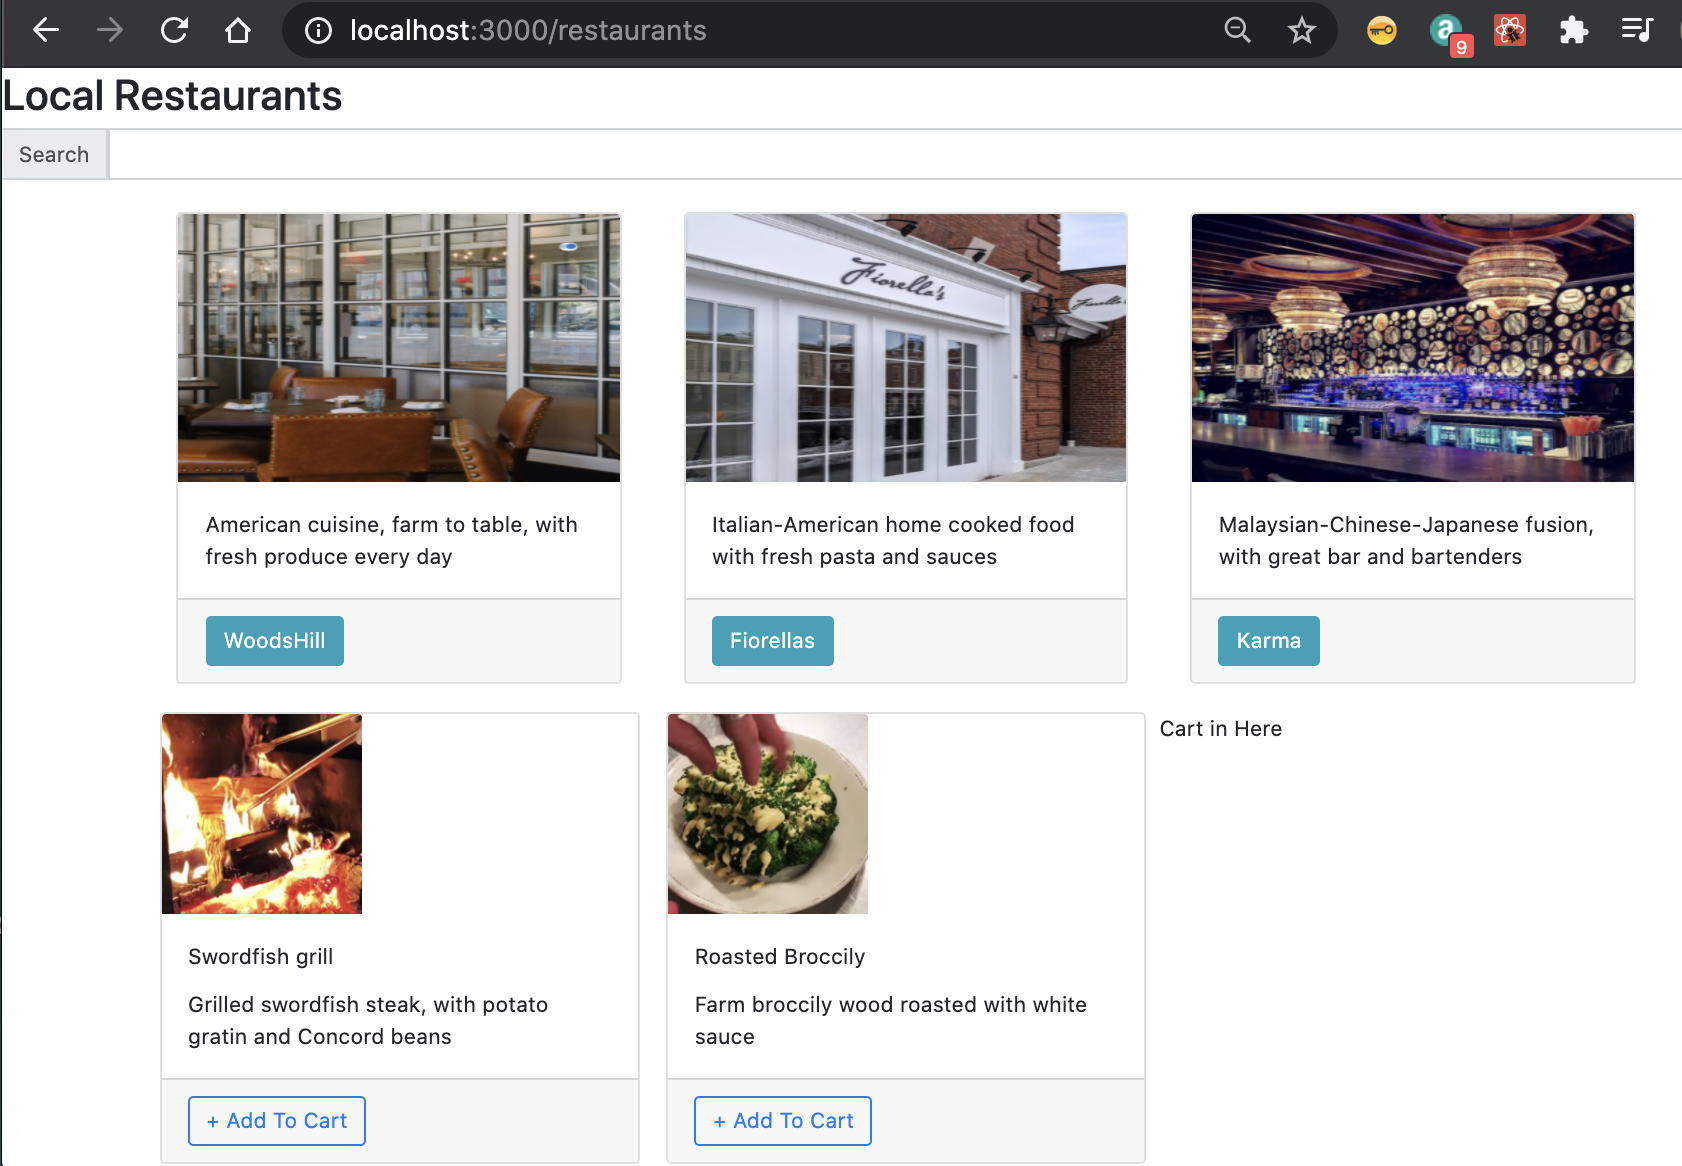 localhost:3000/restaurants
9
Local Restaurants
Search
Fiorella's
Fiorella's
American cuisine, farm to table, with
fresh produce every day
Italian-American home cooked food
with fresh pasta and sauces
Malaysian-Chinese-Japanese fusion,
with great bar and bartenders
WoodsHill
Fiorellas
Karma
Cart in Here
Swordfish grill
Grilled swordfish steak, with potato
gratin and Concord beans
Roasted Broccily
Farm broccily wood roasted with white
sauce
+ Add To Cart
+ Add To Cart